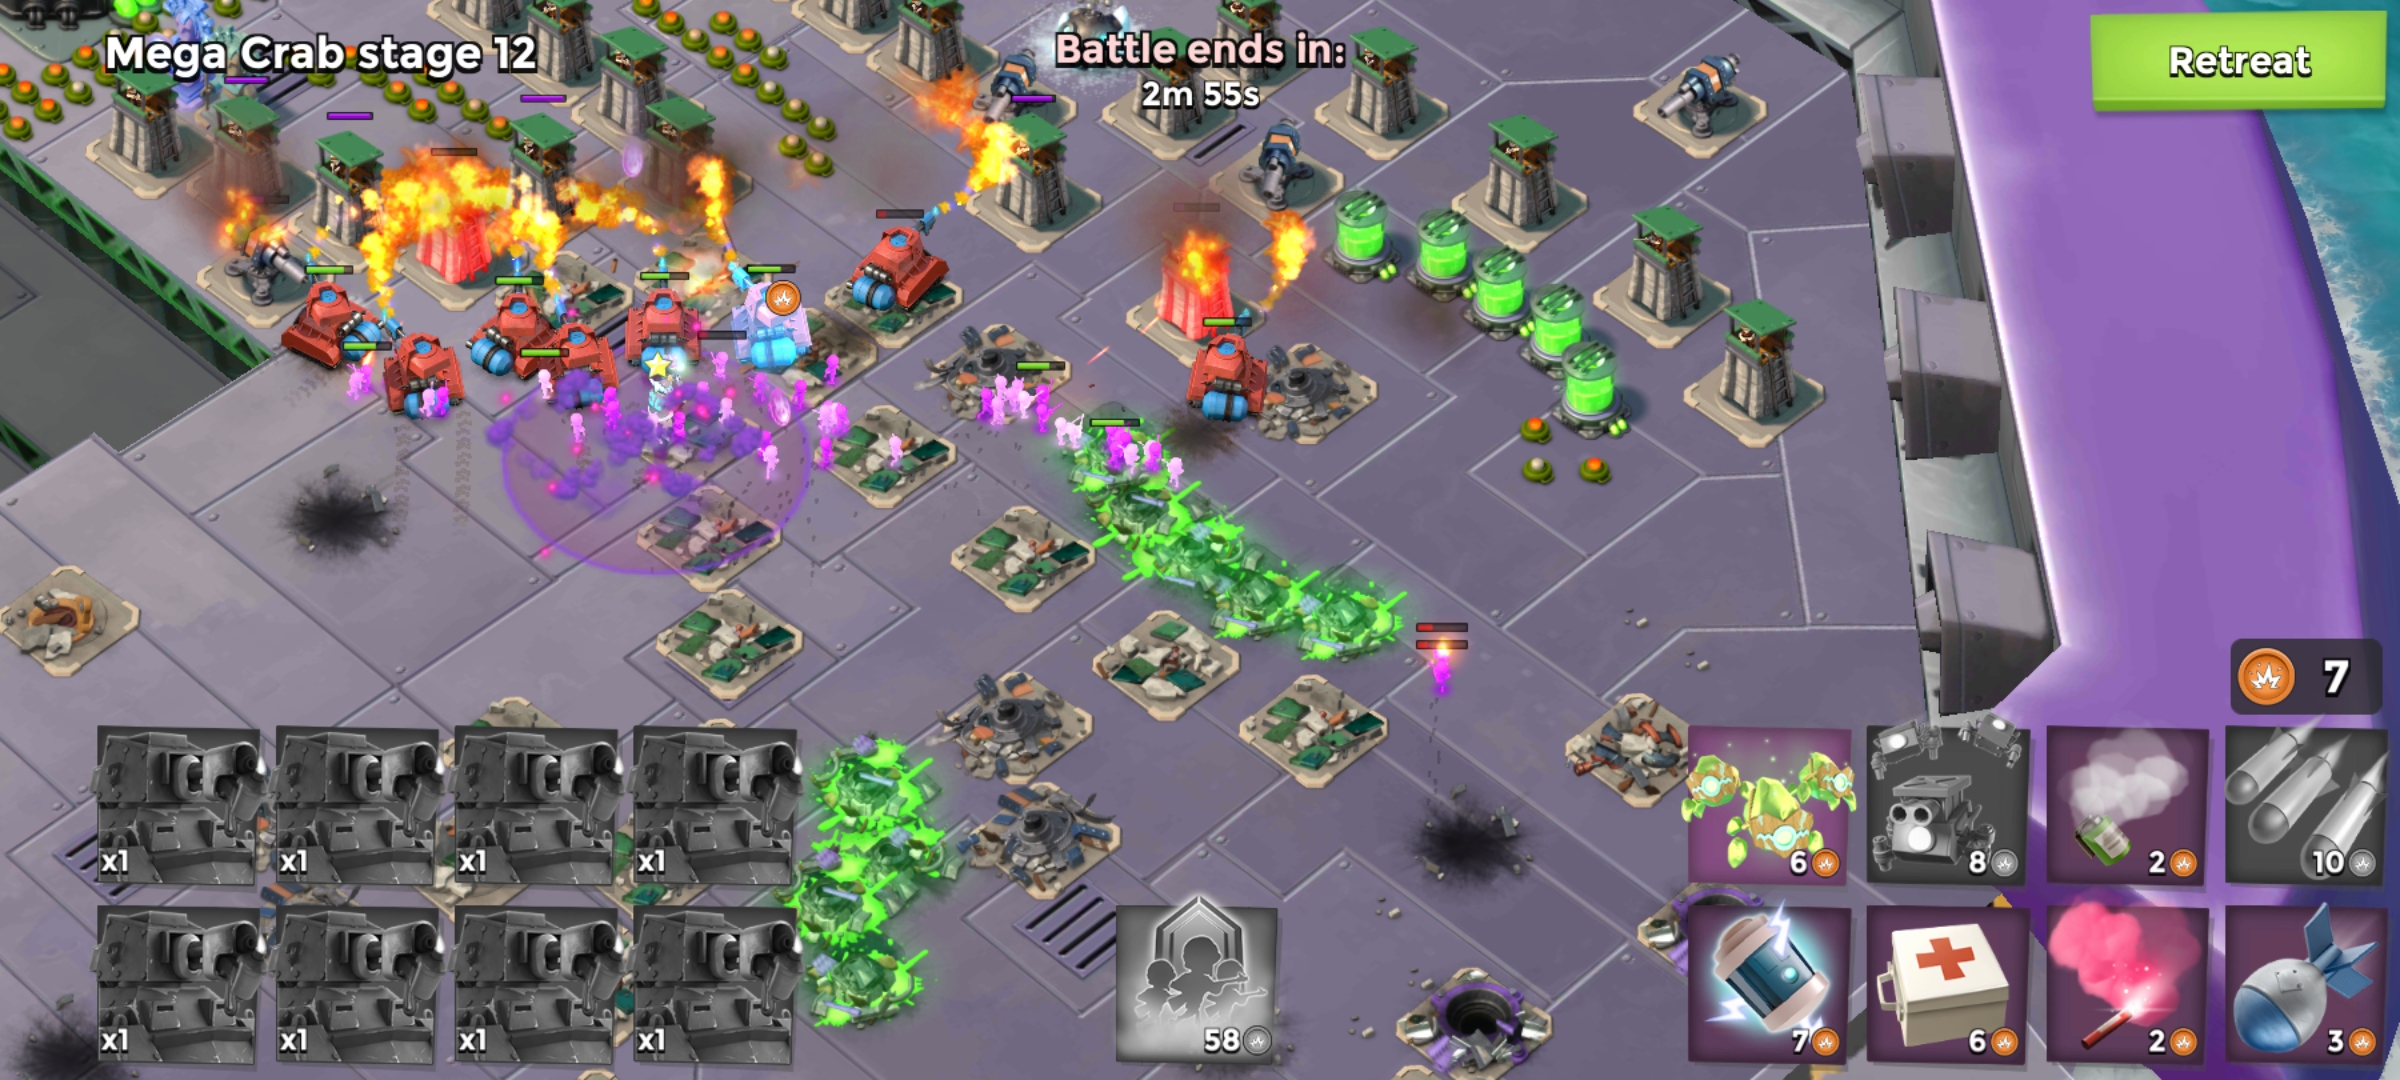 Mega Crab stage 12
Battle ends in:
2m 55s
Retreat
7
x1
x1
x1
x1
6
8
2
10
x1
x1
x1
x1
58
7
6
2
3